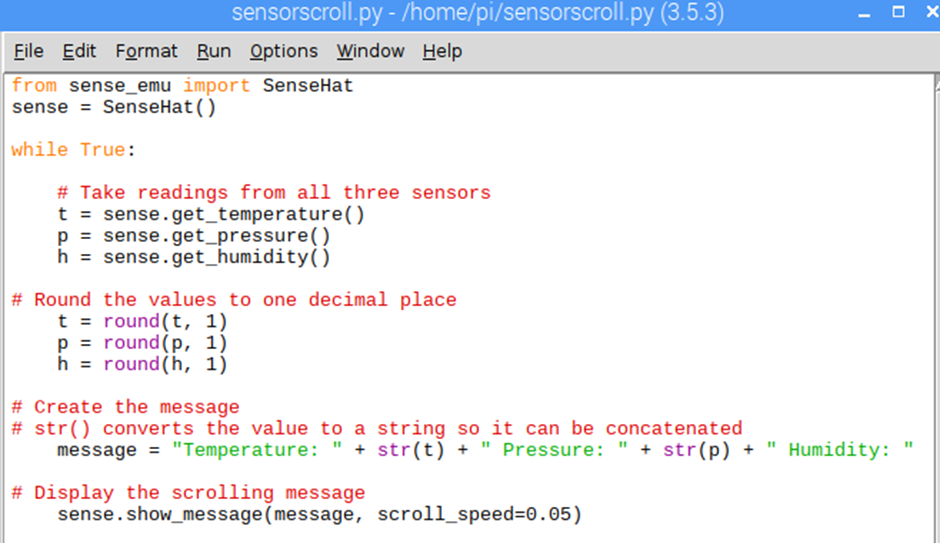 sensorscroll.py - /home/pi/sensorscroll.py (3.5.3)
File Edit Format Run Options Window Help
from sense_emu import SenseHat
sense = SenseHat()
while True:
    # Take readings from all three sensors
    t = sense.get_temperature()
    p = sense.get_pressure()
    h = sense.get_humidity()
# Round the values to one decimal place
    t = round(t, 1)
    p = round(p, 1)
    h = round(h, 1)
# Create the message
# str() converts the value to a string so it can be concatenated
    message = "Temperature: " + str(t) + " Pressure: " + str(p) + " Humidity: "
# Display the scrolling message
    sense.show_message(message, scroll_speed=0.05)